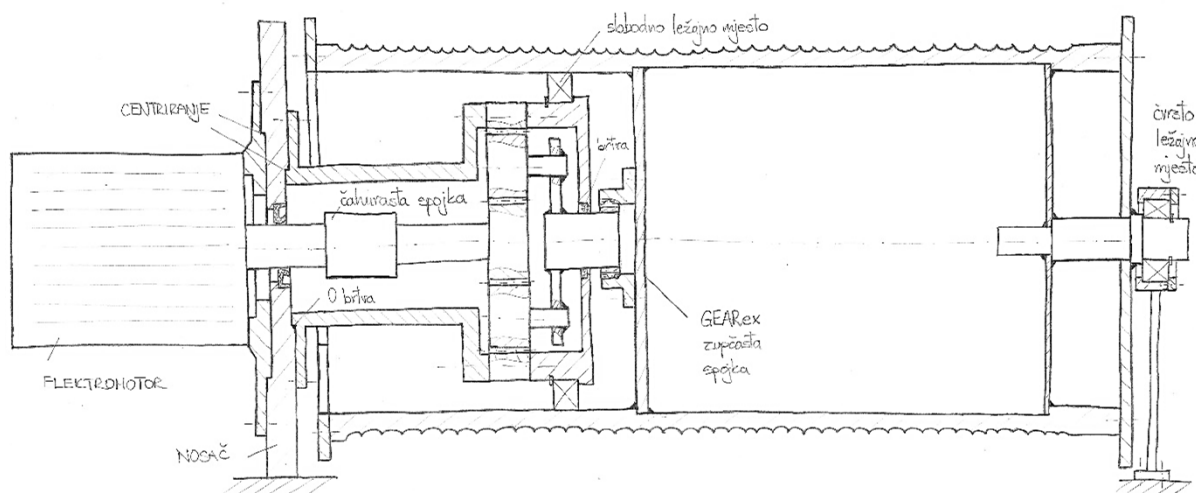 slobodno ležajno mjesto
CENTRIRANJE
čvrsto
ležajno
mjesto
brtva
čahurasta spojka
O brtva
GEARex
zupčasta
spojka
ELEKTROMOTOR
NOSAČ